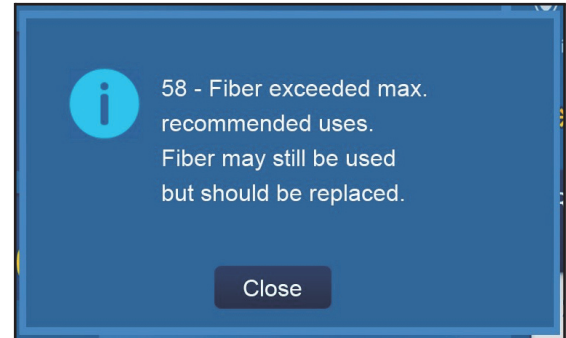 58 - Fiber exceeded max.
recommended uses.
Fiber may still be used
but should be replaced.
Close